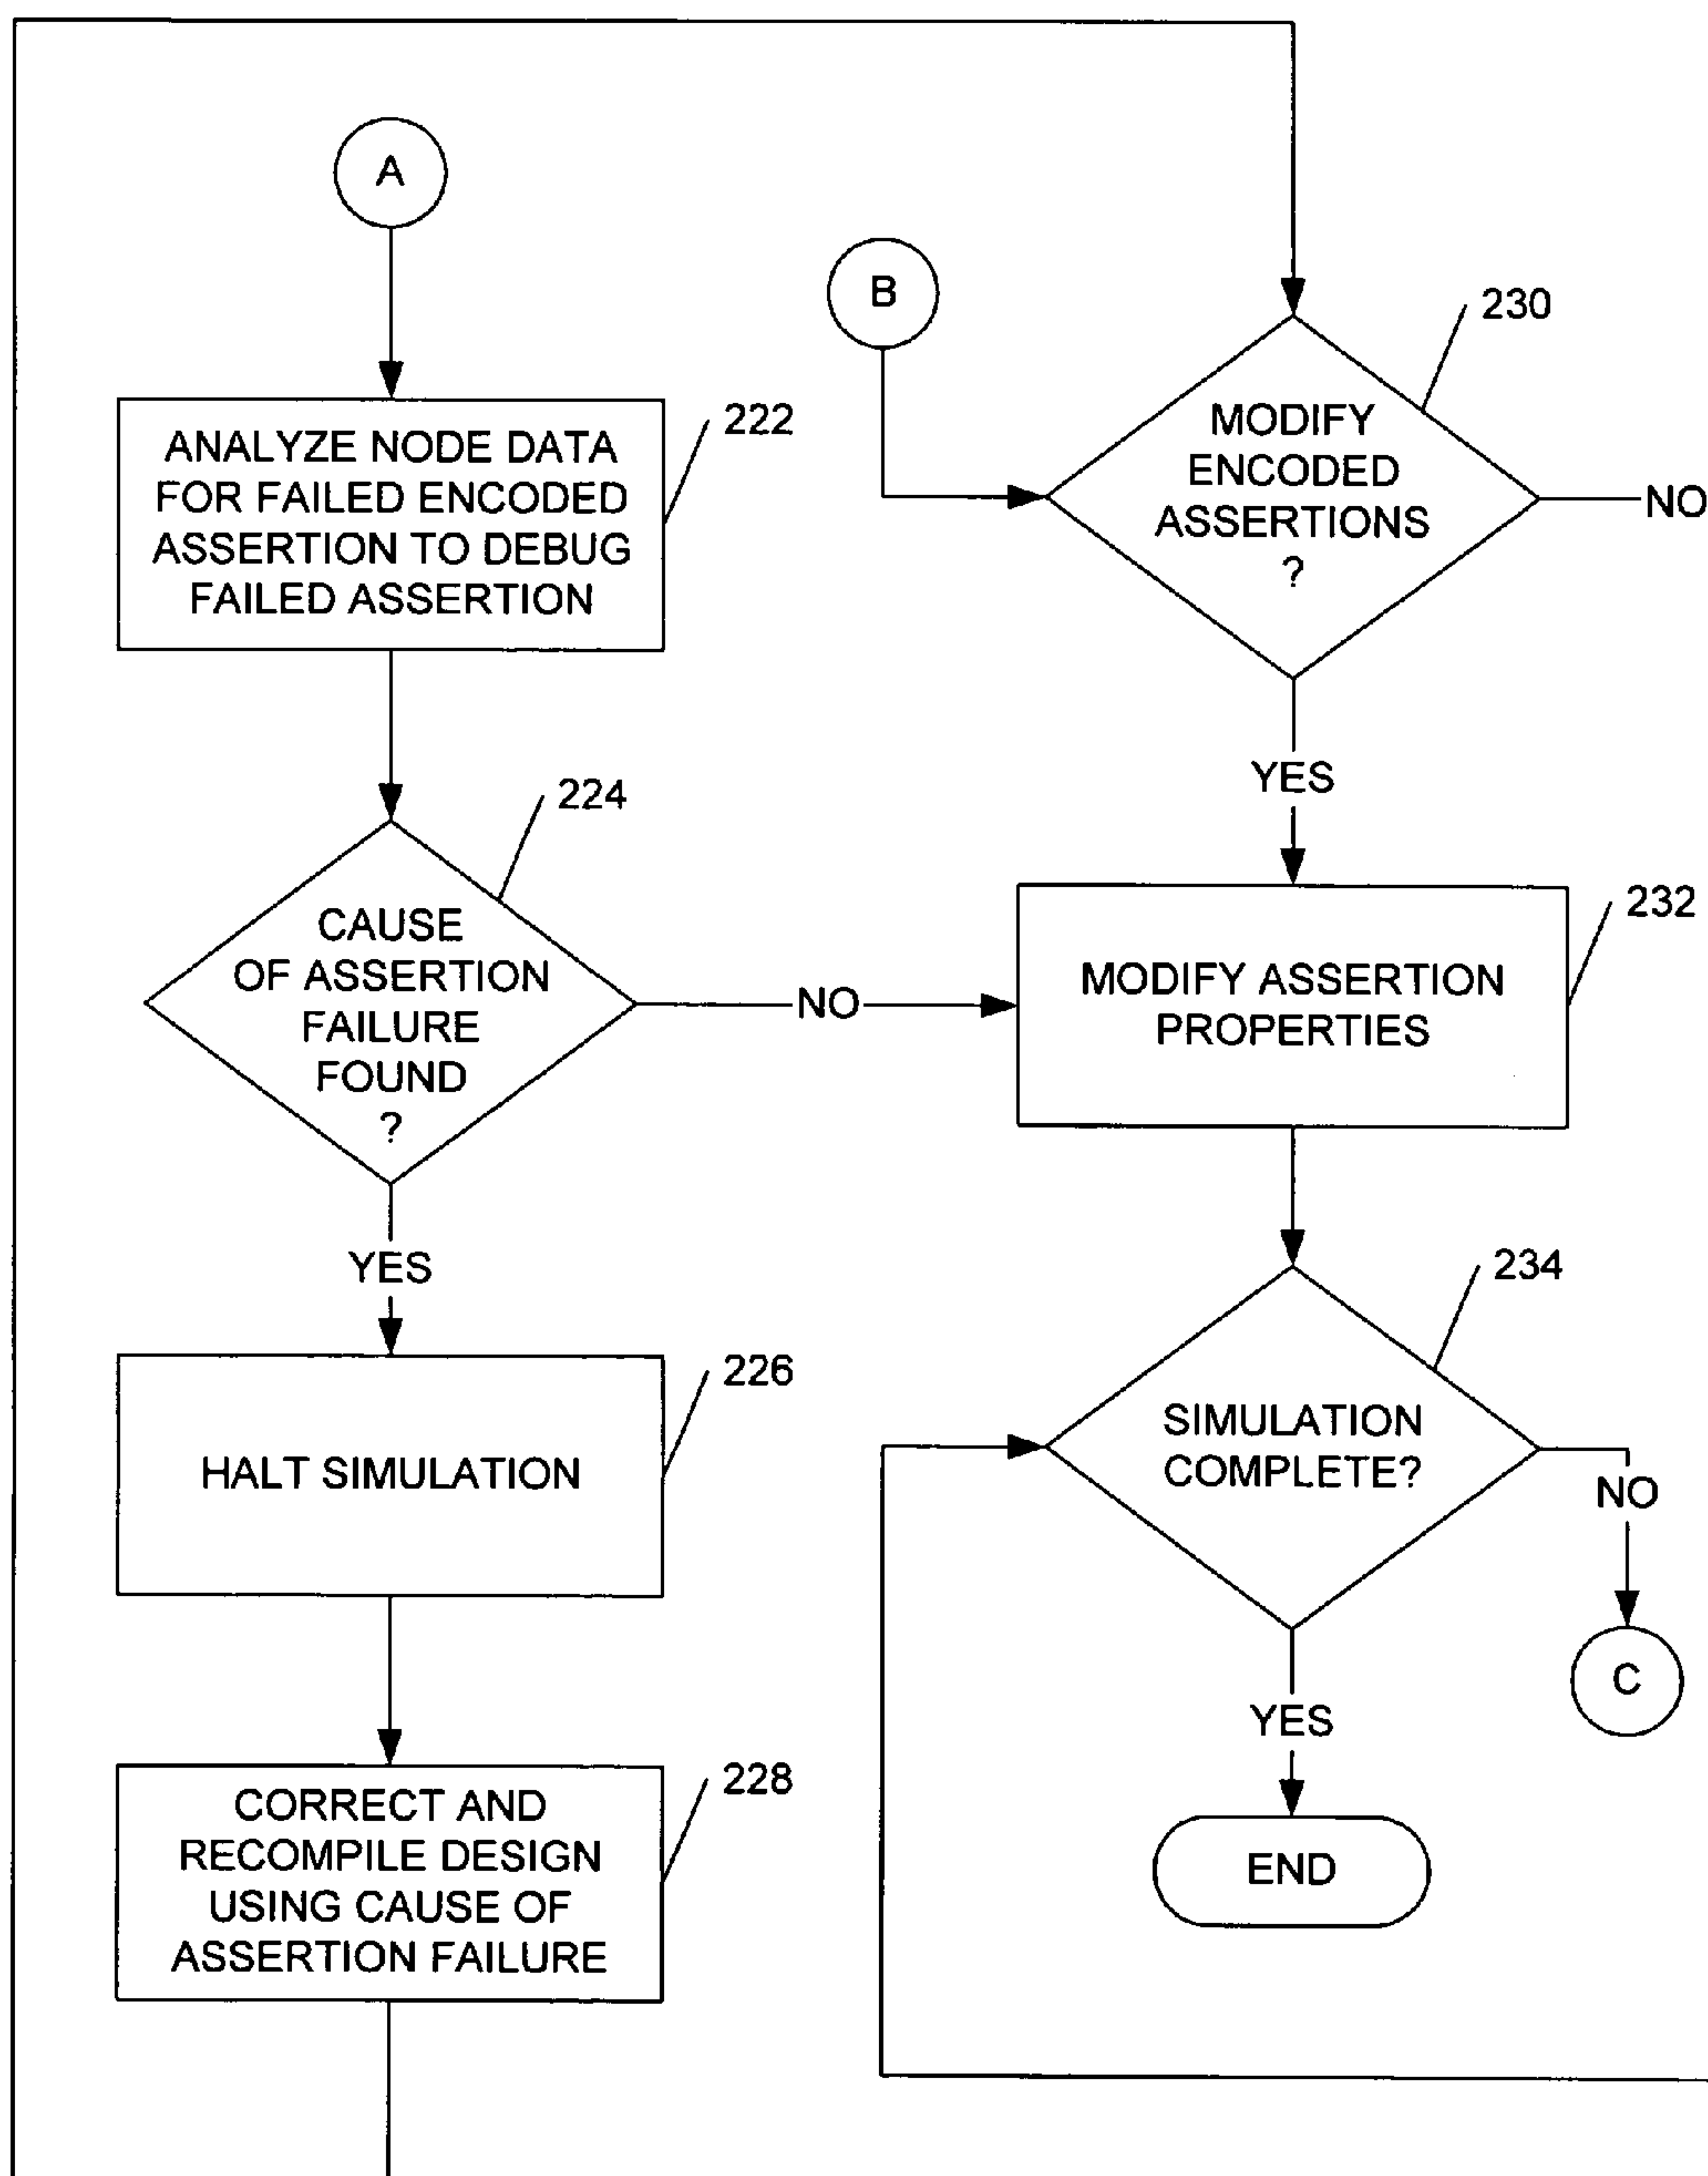 A
222
ANALYZE NODE DATA
FOR FAILED ENCODED
ASSERTION TO DEBUG
FAILED ASSERTION
224
CAUSE
OF ASSERTION
FAILURE
FOUND
?
NO
YES
226
HALT SIMULATION
228
CORRECT AND
RECOMPILE DESIGN
USING CAUSE OF
ASSERTION FAILURE
B
230
MODIFY
ENCODED
ASSERTIONS
?
NO
YES
232
MODIFY ASSERTION
PROPERTIES
234
SIMULATION
COMPLETE?
NO
C
YES
END